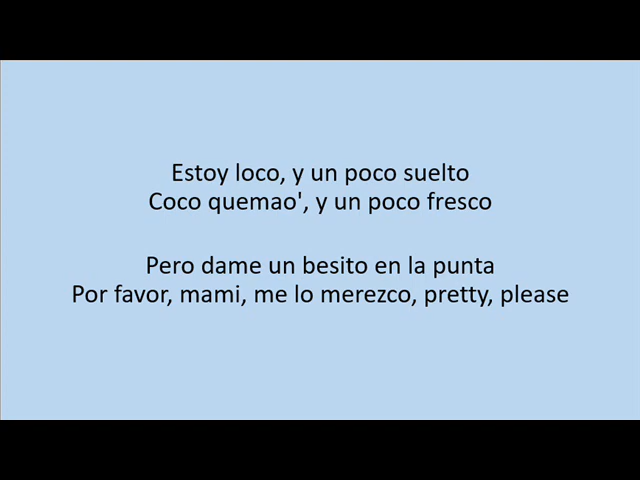 Estoy loco, y un poco suelto
Coco quemao', y un poco fresco
Pero dame un besito en la punta
Por favor, mami, me lo merezco, pretty, please